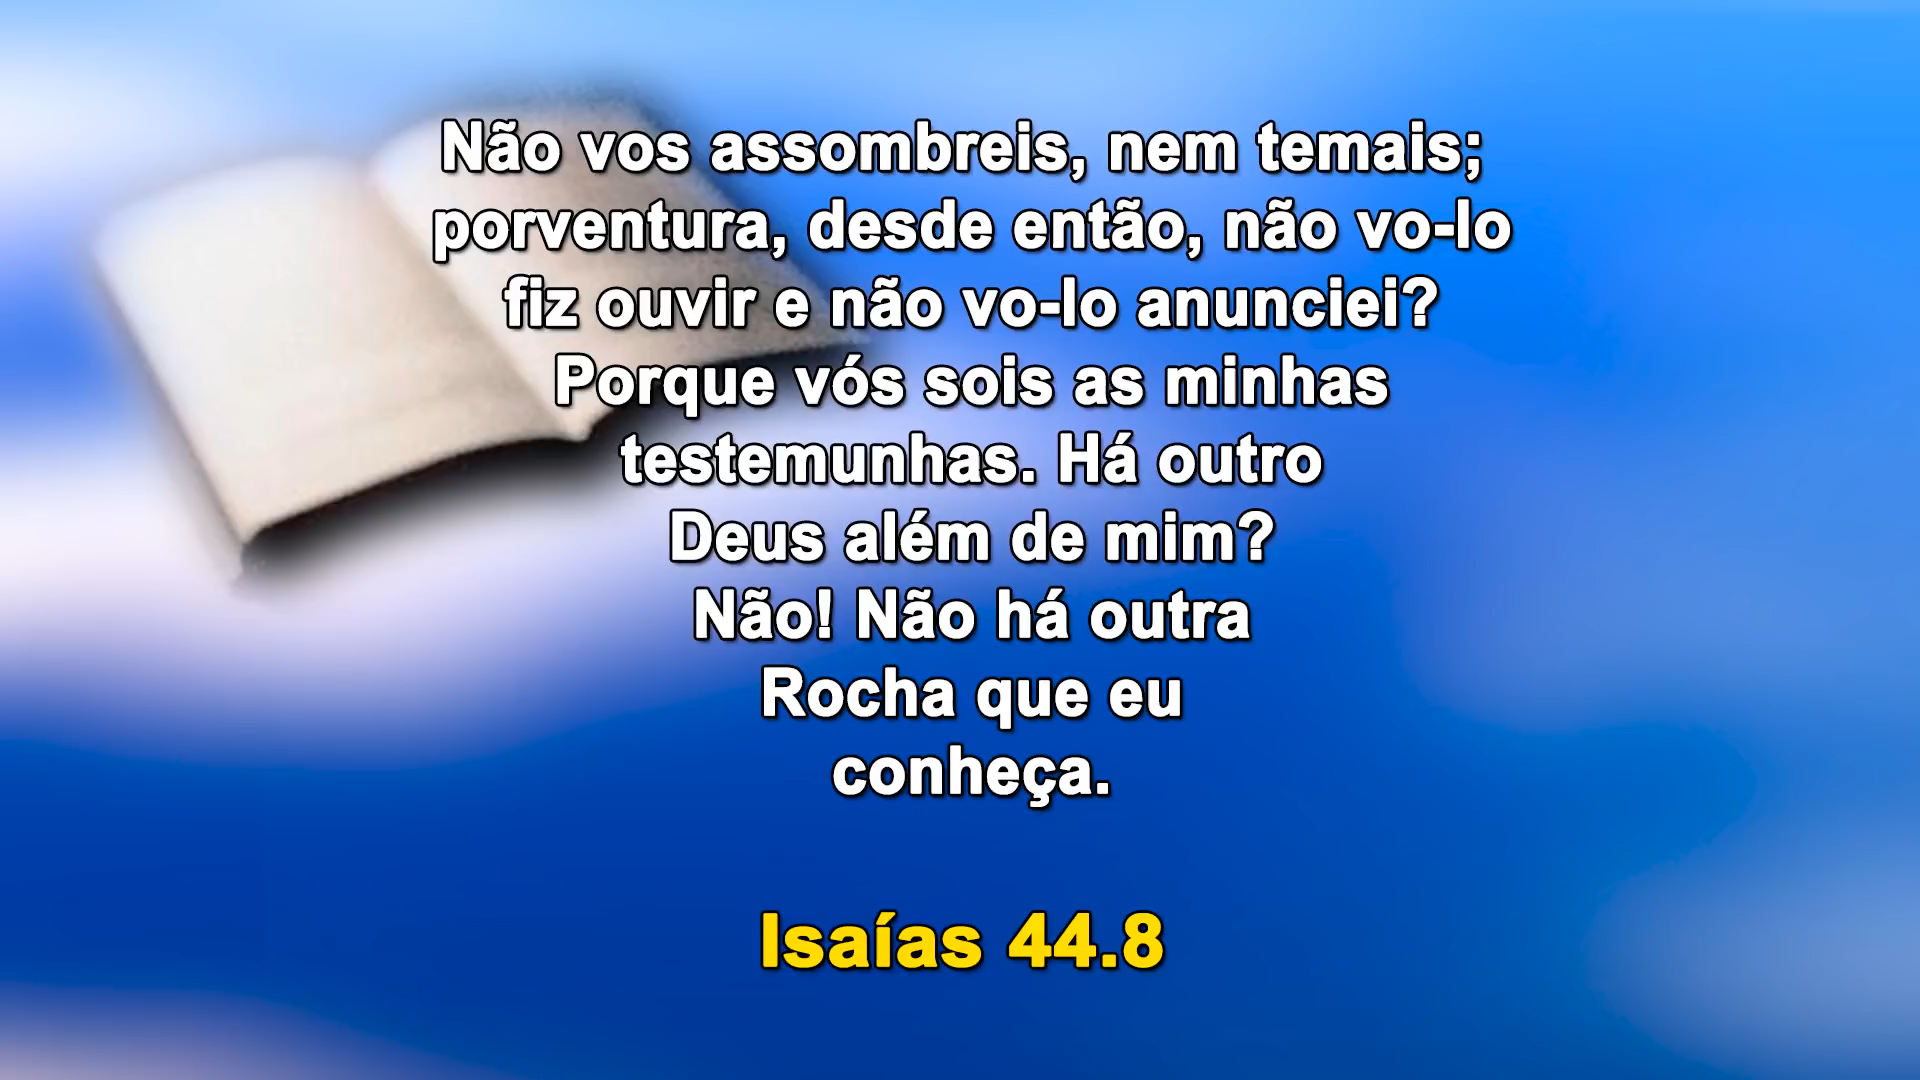 Não vos assombreis, nem temais;
porventura, desde então, não vo-lo
fiz ouvir e não vo-lo anunciei?
Porque vós sois as minhas
testemunhas. Há outro
Deus além de mim?
Não! Não há outra
Rocha que eu
conheça.
Isaías 44.8